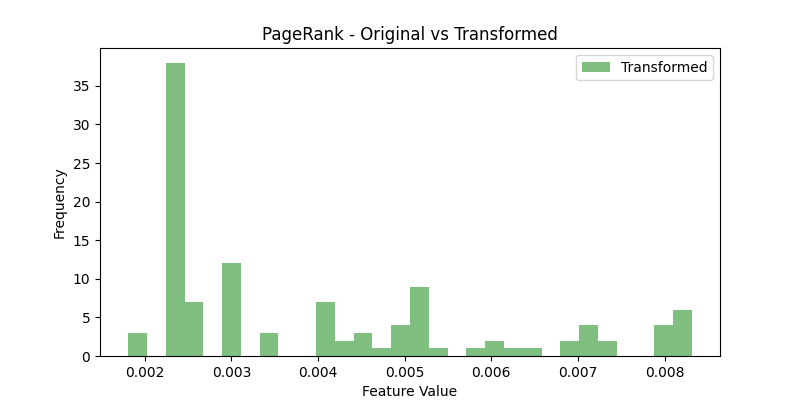 PageRank - Original vs Transformed
Transformed
35
30
25
20
15
10
5
0
Frequency
0.002 0.003 0.004 0.005 0.006 0.007 0.008
Feature Value